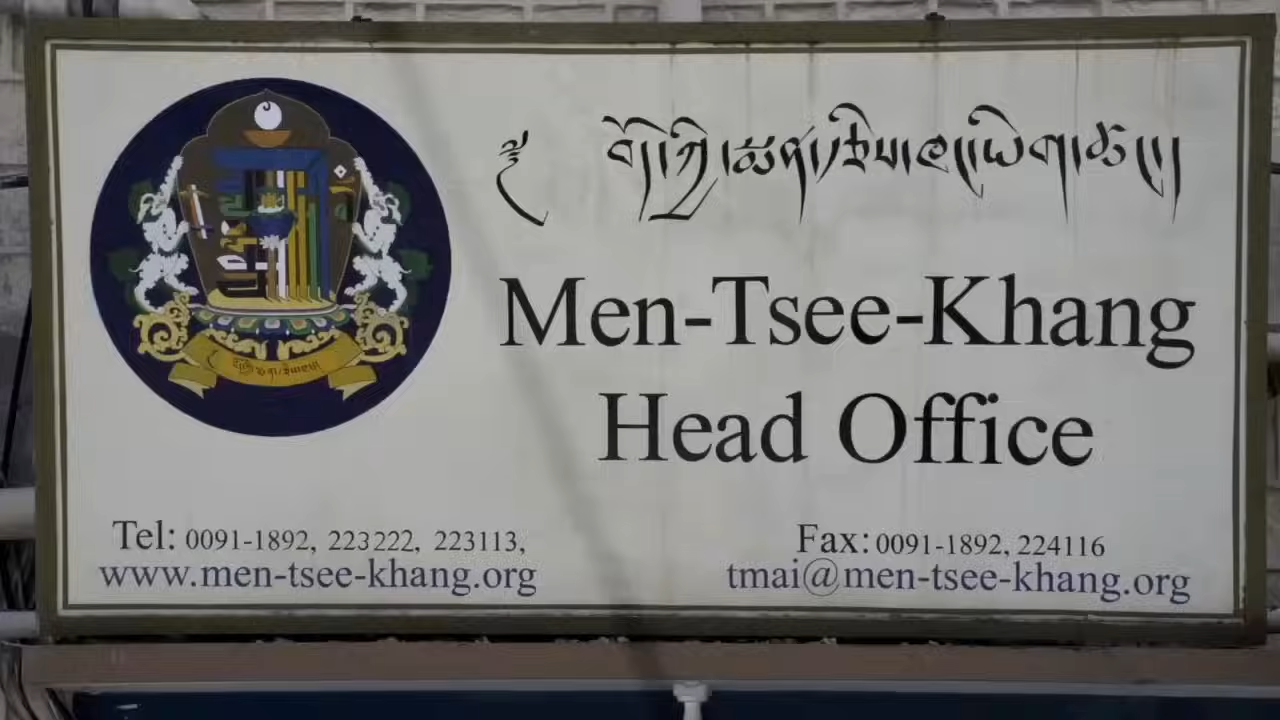 Men-Tsee-Khang
Head Office
Tel: 0091-1892, 223222, 223113,
www.men-tsee-khang.org
Fax: 0091-1892, 224116
tmai@men-tsee-khang.org